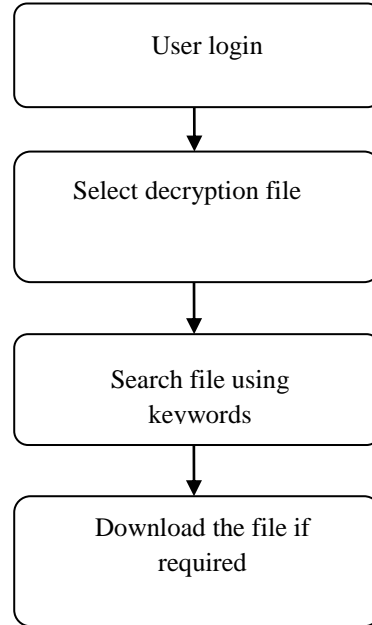 User login
Select decryption file
Search file using
keywords
Download the file if
required